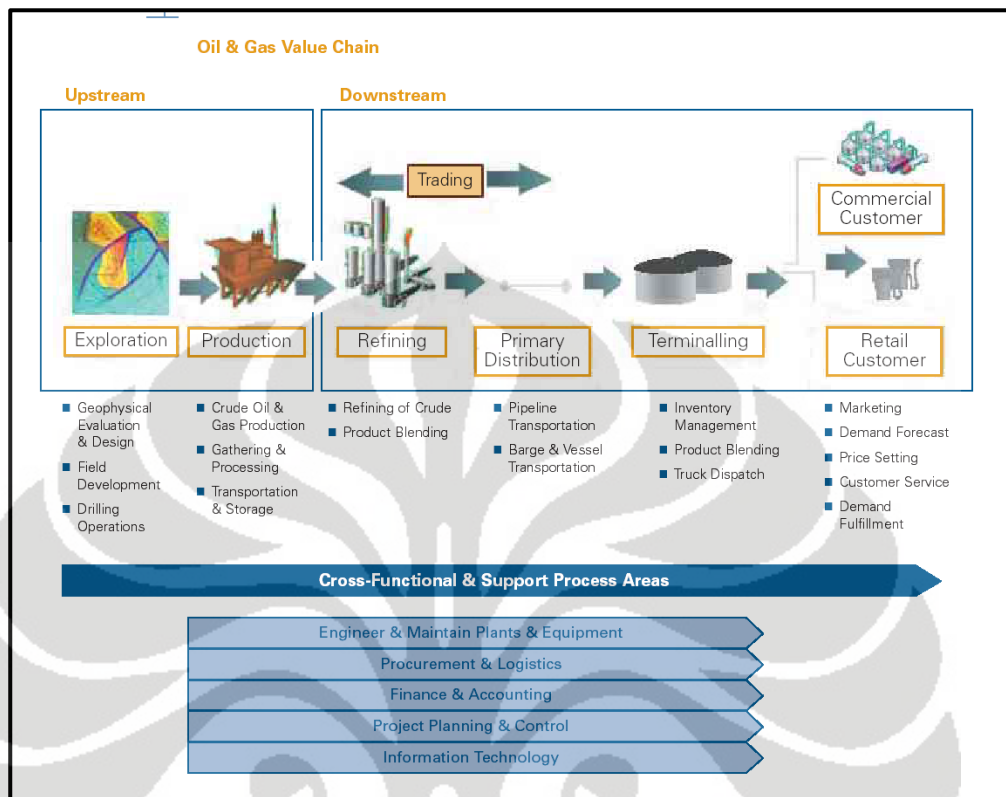 Oil & Gas Value Chain
Upstream
Downstream
Trading
Commercial
Customer
Exploration
Production
Refining
Primary
Distribution
Terminalling
Retail
Customer
■ Geophysical
Evaluation
& Design
■ Field
Development
■ Drilling
Operations
■ Crude Oil &
Gas Production
■ Gathering &
Processing
■ Transportation
& Storage
■ Refining of Crude
■ Product Blending
■ Pipeline
Transportation
■ Barge & Vessel
Transportation
■ Inventory
Management
■ Product Blending
■ Truck Dispatch
■ Marketing
■ Demand Forecast
■ Price Setting
■ Customer Service
■ Demand
Fulfillment
Cross-Functional & Support Process Areas
Engineer & Maintain Plants & Equipment
Procurement & Logistics
Finance & Accounting
Project Planning & Control
Information Technology